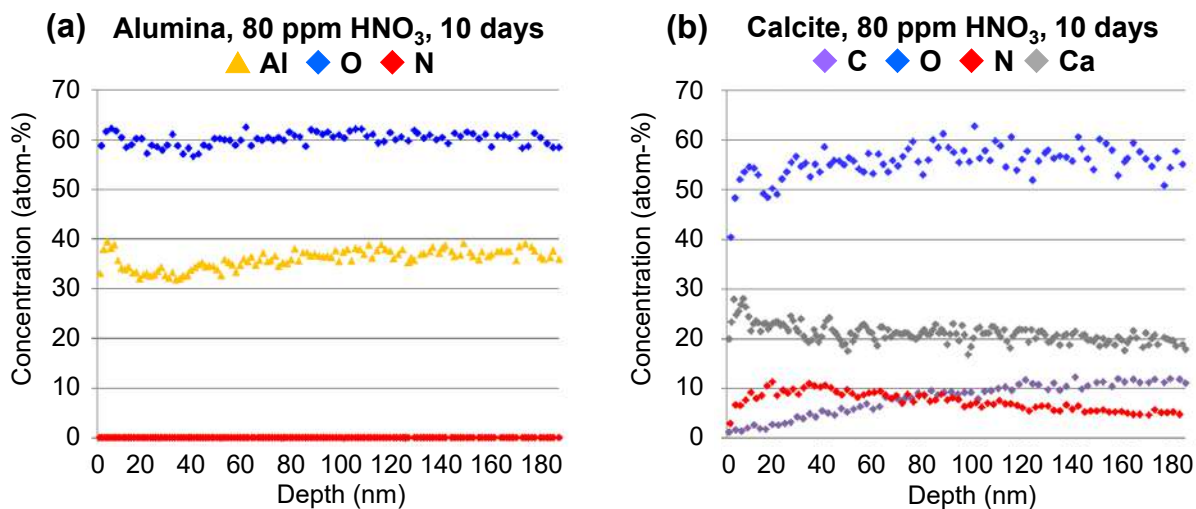 (a) Alumina, 80 ppm HNO3, 10 days
Al O N
Concentration (atom-%)
70
60
50
40
30
20
10
0
0 20 40 60 80 100 120 140 160 180
Depth (nm)
(b) Calcite, 80 ppm HNO3, 10 days
C O N Ca
Concentration (atom-%)
70
60
50
40
30
20
10
0
0 20 40 60 80 100 120 140 160 180
Depth (nm)